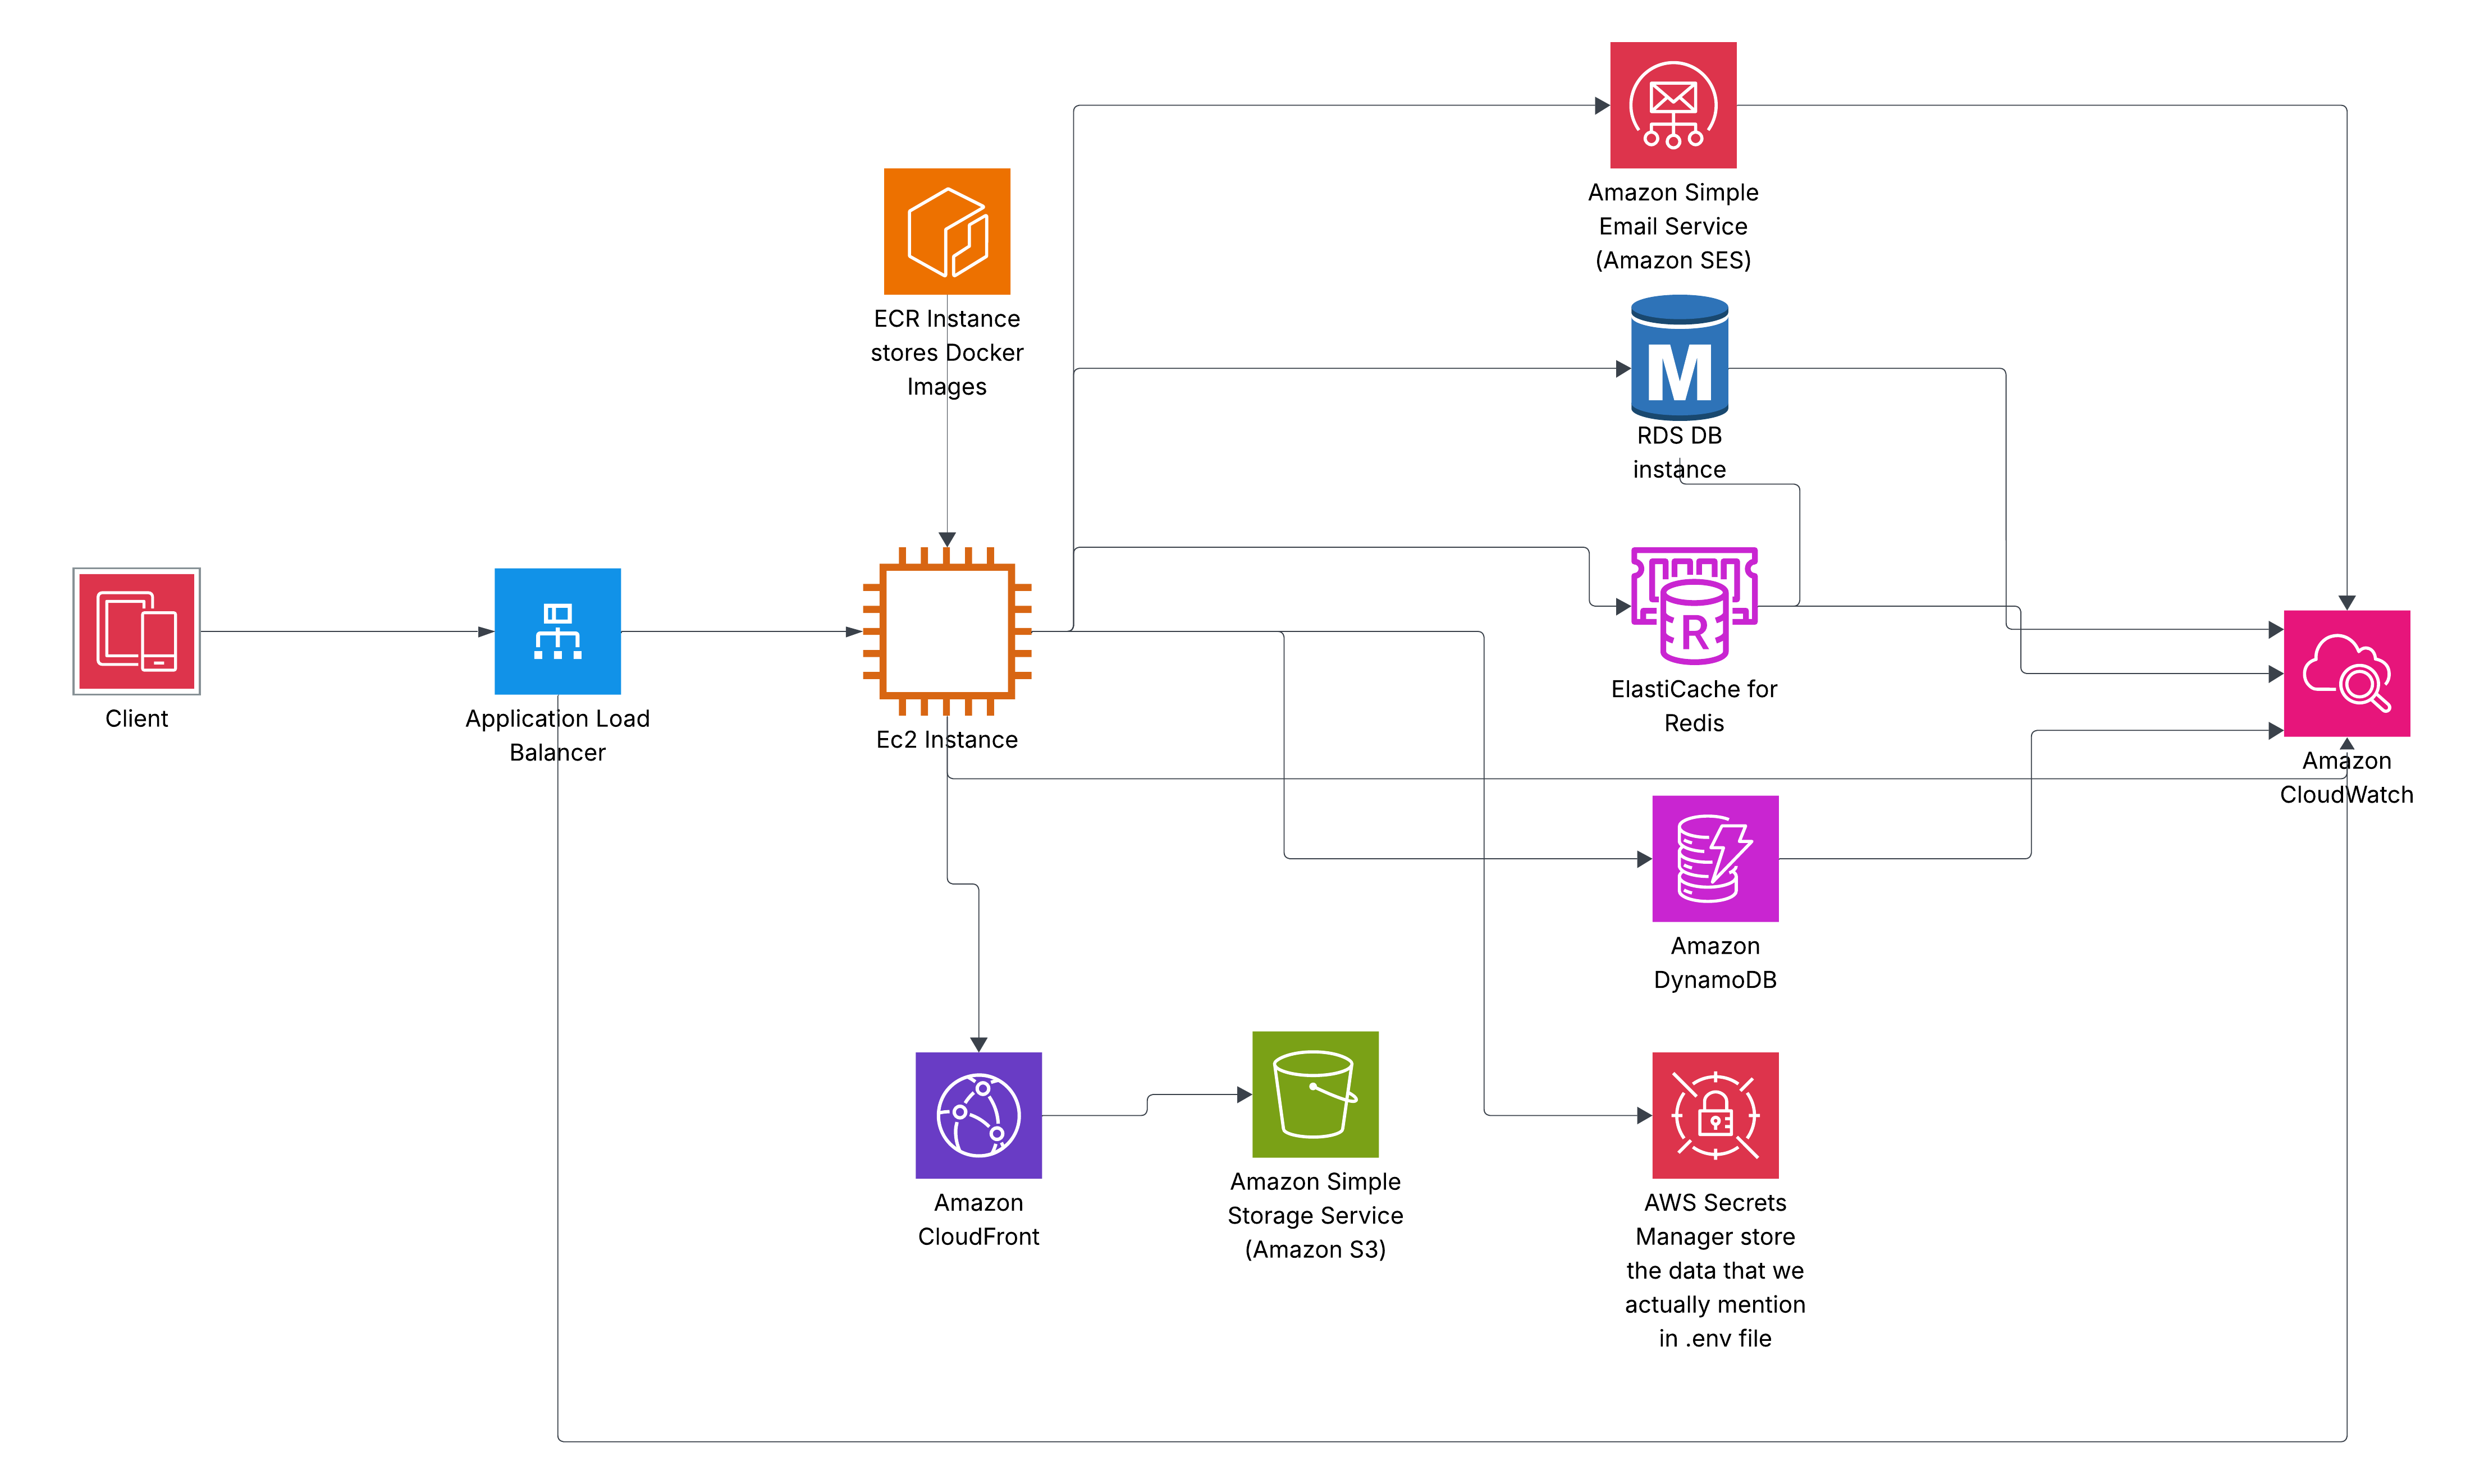 Amazon Simple
Email Service
(Amazon SES)
ECR Instance
stores Docker
Images
M
RDS DB
instance
R
ElastiCache for
Redis
Client
Application Load
Balancer
Ec2 Instance
Amazon
CloudWatch
Amazon
DynamoDB
Amazon
CloudFront
Amazon Simple
Storage Service
(Amazon S3)
AWS Secrets
Manager store
the data that we
actually mention
in .env file